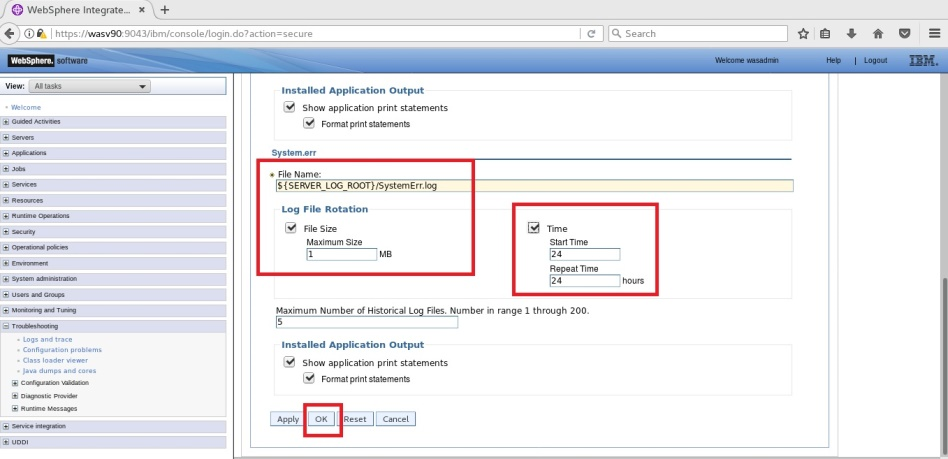 WebSphere Integrate...
https://wasv90:9043/ibm/console/login.do?action=secure
Search
WebSphere. software
Welcome wasadmin
Help | Logout
IBM.
View: All tasks
Welcome
Guided Activities
Servers
Applications
Jobs
Services
Resources
Runtime Operations
Security
Operational policies
Environment
System administration
Users and Groups
Monitoring and Tuning
Troubleshooting
Logs and trace
Configuration problems
Class loader viewer
Java dumps and cores
Configuration Validation
Diagnostic Provider
Runtime Messages
Service integration
UDDI
Installed Application Output
Show application print statements
Format print statements
System.err
* File Name:
${SERVER_LOG_ROOT}/SystemErr.log
Log File Rotation
File Size
Maximum Size
1 MB
Time
Start Time
24
Repeat Time
24 hours
Maximum Number of Historical Log Files. Number in range 1 through 200.
5
Installed Application Output
Show application print statements
Format print statements
Apply OK Reset Cancel